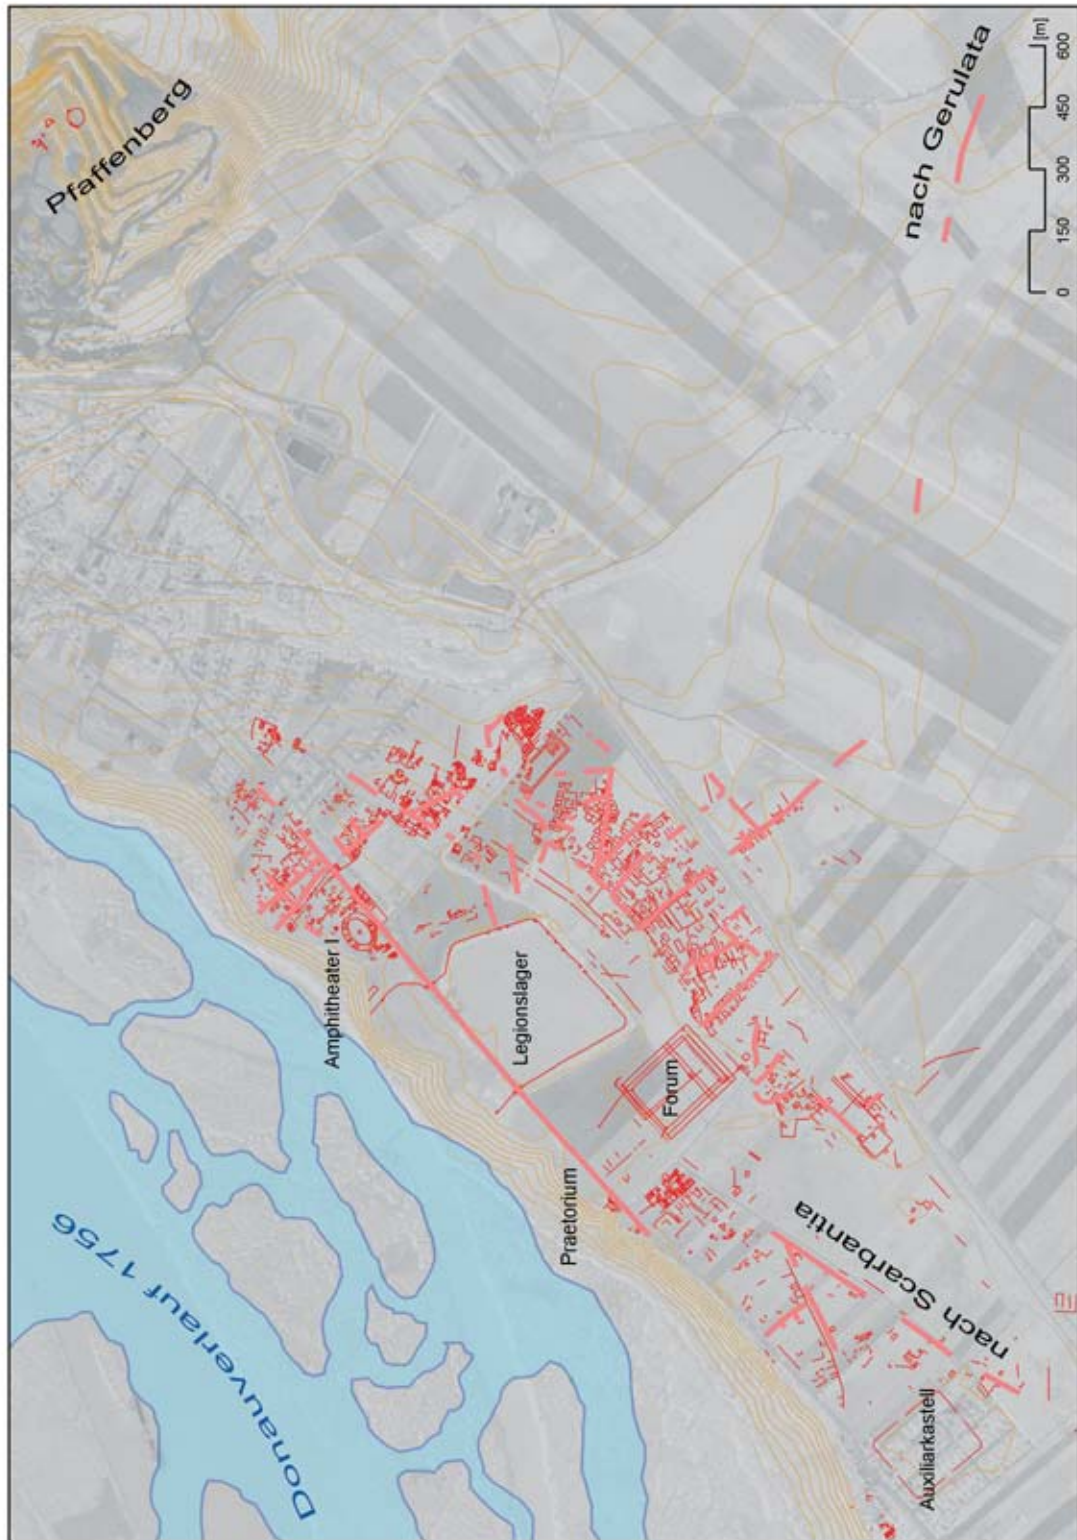 Pfaffenberg
nach Gerulata
[m]
0 150 300 450 600
Amphitheater I
Legionslager
Forum
Praetorium
Donauverlauf 1756
nach Scarbantia
Auxiliarkastell